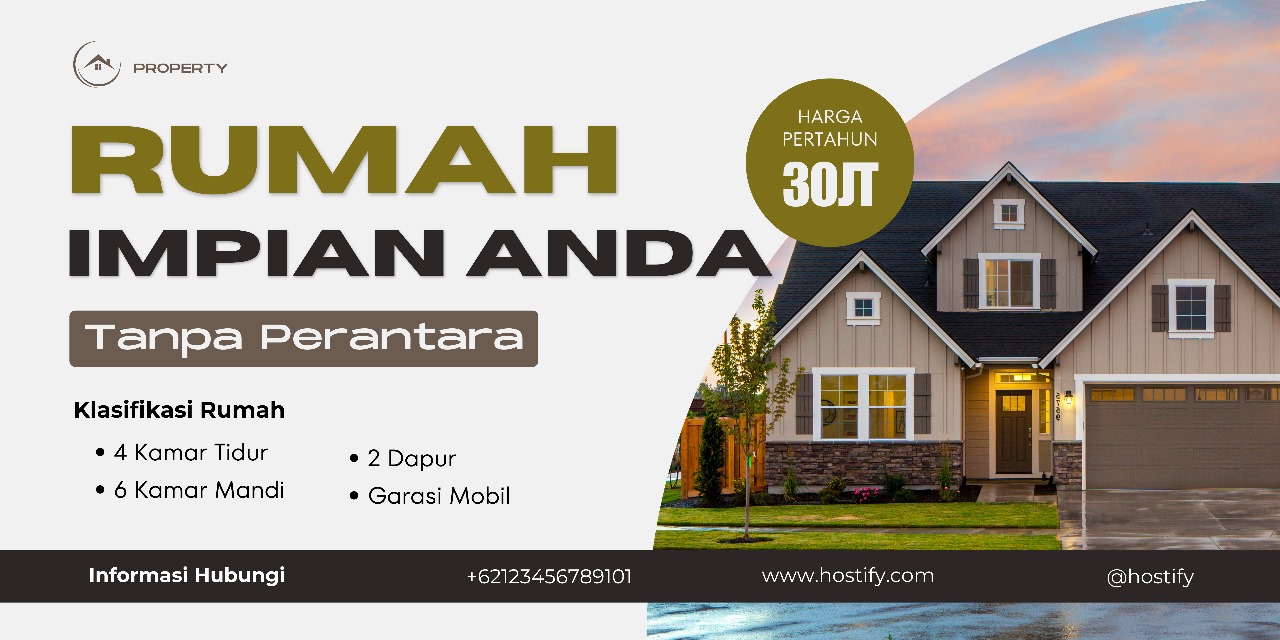 PROPERTY
RUMAH
IMPIAN ANDA
Tanpa Perantara
HARGA
PERTAHUN
30JT
Klasifikasi Rumah
• 4 Kamar Tidur
• 6 Kamar Mandi
• 2 Dapur
• Garasi Mobil
Informasi Hubungi
+62123456789101
www.hostify.com
@hostify